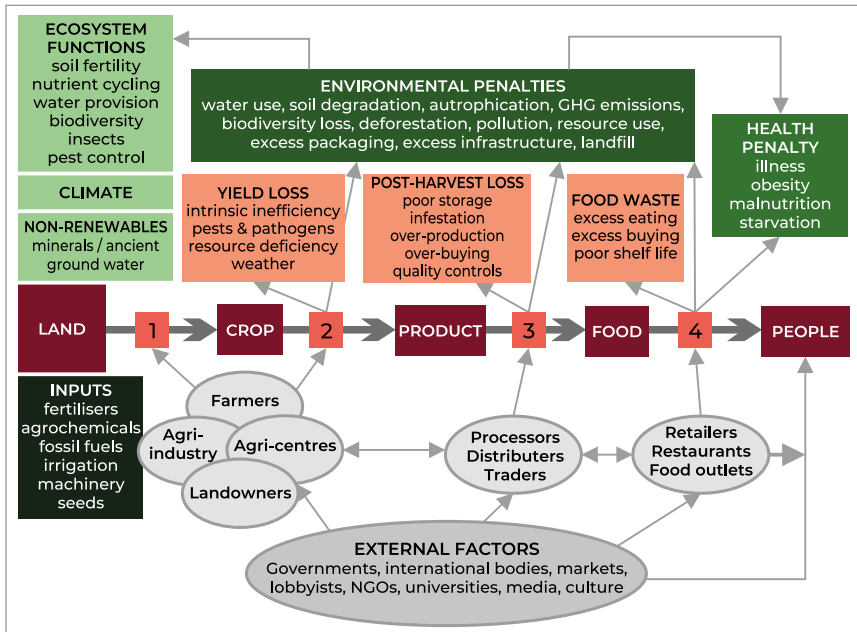 ECOSYSTEM
FUNCTIONS
soil fertility
nutrient cycling
water provision
biodiversity
insects
pest control
CLIMATE
NON-RENEWABLES
minerals / ancient
ground water
ENVIRONMENTAL PENALTIES
water use, soil degradation, autrophication, GHG emissions,
biodiversity loss, deforestation, pollution, resource use,
excess packaging, excess infrastructure, landfill
HEALTH
PENALTY
illness
obesity
malnutrition
starvation
YIELD LOSS
intrinsic inefficiency
pests & pathogens
resource deficiency
weather
POST-HARVEST LOSS
poor storage
infestation
over-production
over-buying
quality controls
FOOD WASTE
excess eating
excess buying
poor shelf life
LAND
1
CROP
2
PRODUCT
3
FOOD
4
PEOPLE
INPUTS
fertilisers
agrochemicals
fossil fuels
irrigation
machinery
seeds
Farmers
Agri-
industry
Agri-centres
Landowners
Processors
Distributers
Traders
Retailers
Restaurants
Food outlets
EXTERNAL FACTORS
Governments, international bodies, markets,
lobbyists, NGOs, universities, media, culture